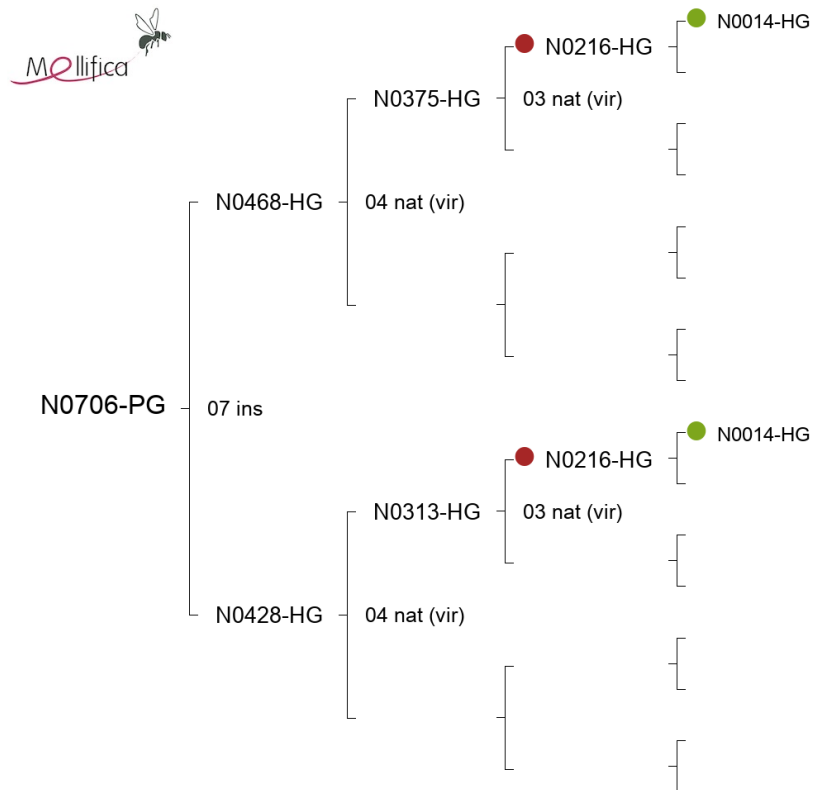 Mellifica
N0014-HG
N0216-HG
N0375-HG
03 nat (vir)
N0468-HG
04 nat (vir)
N0706-PG
07 ins
N0014-HG
N0216-HG
N0313-HG
03 nat (vir)
N0428-HG
04 nat (vir)